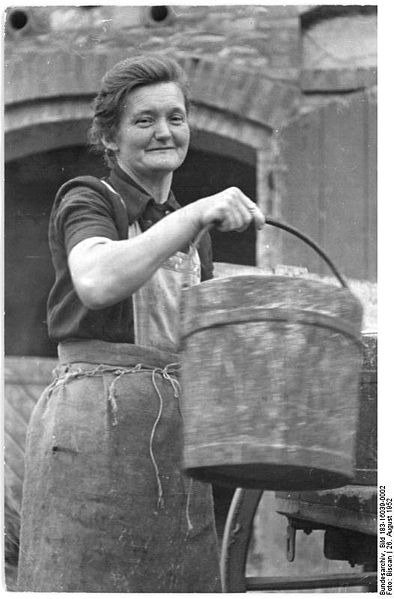 Bundesarchiv, Bild 183-16039-0002
Foto: Biscan | 26. August 1952